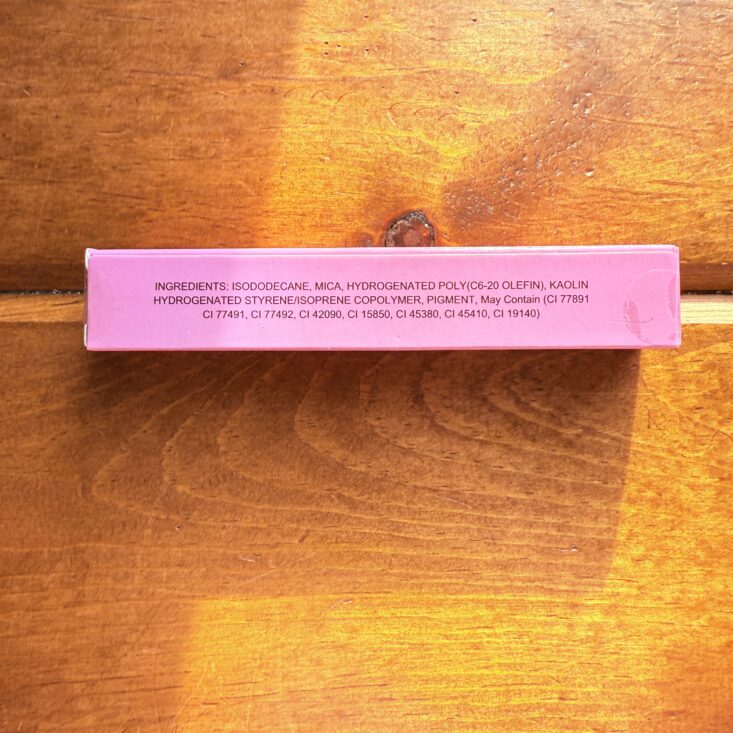 INGREDIENTS: ISODODECANE, MICA, HYDROGENATED POLY(C6-20 OLEFIN), KAOLIN
HYDROGENATED STYRENE/ISOPRENE COPOLYMER, PIGMENT, May Contain (CI 77891
CI 77491, CI 77492, CI 42090, CI 15850, CI 45380, CI 45410, CI 19140)